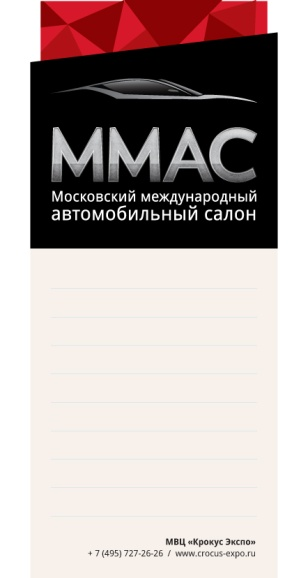 ММАС
Московский международный
автомобильный салон
МВЦ «Крокус Экспо»
+ 7 (495) 727-26-26 / www.crocus-expo.ru